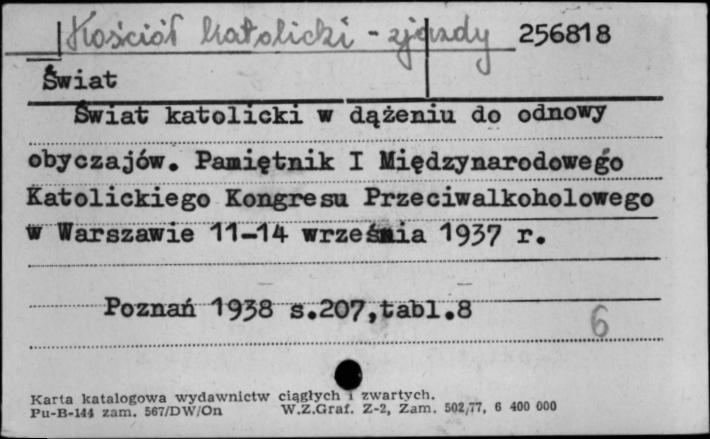 Kościół katolicki - zjazdy 256818
Świat
Świat katolicki w dążeniu do odnowy
obyczajów. Pamiętnik I Międzynarodowego
Katolickiego Kongresu Przeciwalkoholowego
w Warszawie 11-14 września 1937 r.
Poznań 1938 s.207,tabl.8
6
Karta katalogowa wydawnictw ciągłych i zwartych.
Pu-B-144 zam. 567/DW/On W.Z.Graf. Z-2, Zam. 502/77, 6 400 000